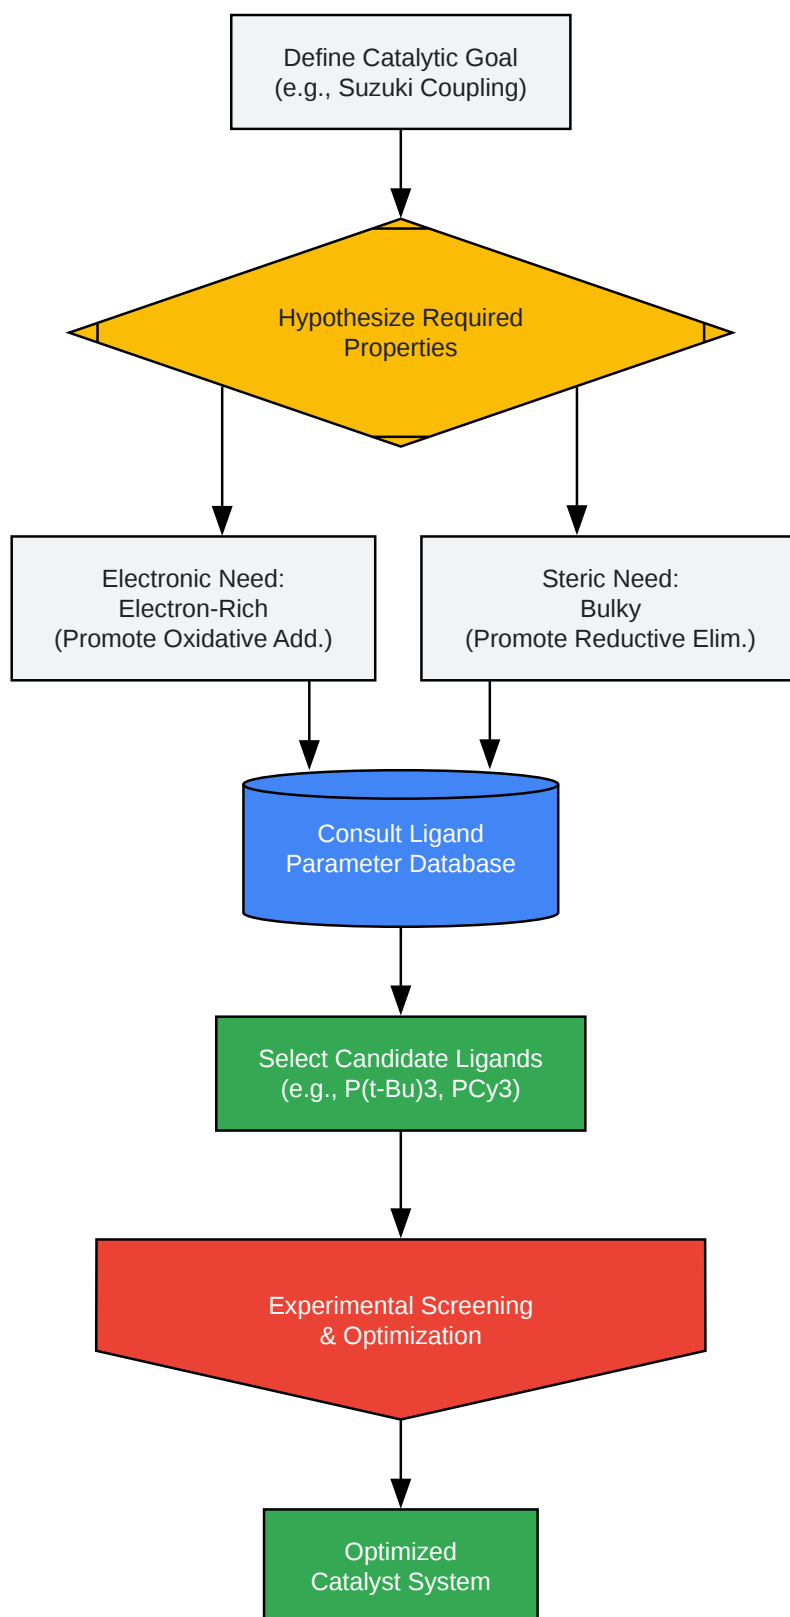 Define Catalytic Goal
(e.g., Suzuki Coupling)
Hypothesize Required
Properties
Electronic Need:
Electron-Rich
(Promote Oxidative Add.)
Steric Need:
Bulky
(Promote Reductive Elim.)
Consult Ligand
Parameter Database
Select Candidate Ligands
(e.g., P(t-Bu)3, PCy3)
Experimental Screening
& Optimization
Optimized
Catalyst System